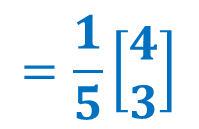 = 1/5 [4
3]